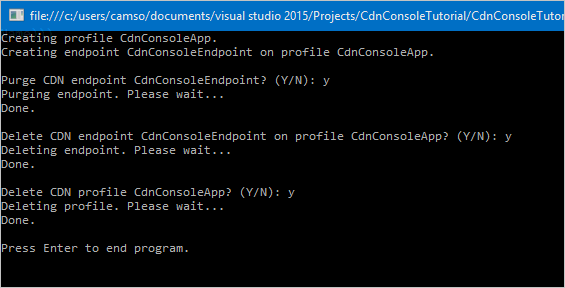 file:///c:/users/camso/documents/visual studio 2015/Projects/CdnConsoleTutorial/CdnConsoleTutor
Creating profile CdnConsoleApp.
Creating endpoint CdnConsoleEndpoint on profile CdnConsoleApp.
Purge CDN endpoint CdnConsoleEndpoint? (Y/N): y
Purging endpoint. Please wait...
Done.
Delete CDN endpoint CdnConsoleEndpoint on profile CdnConsoleApp? (Y/N): y
Deleting endpoint. Please wait...
Done.
Delete CDN profile CdnConsoleApp? (Y/N): y
Deleting profile. Please wait...
Done.
Press Enter to end program.